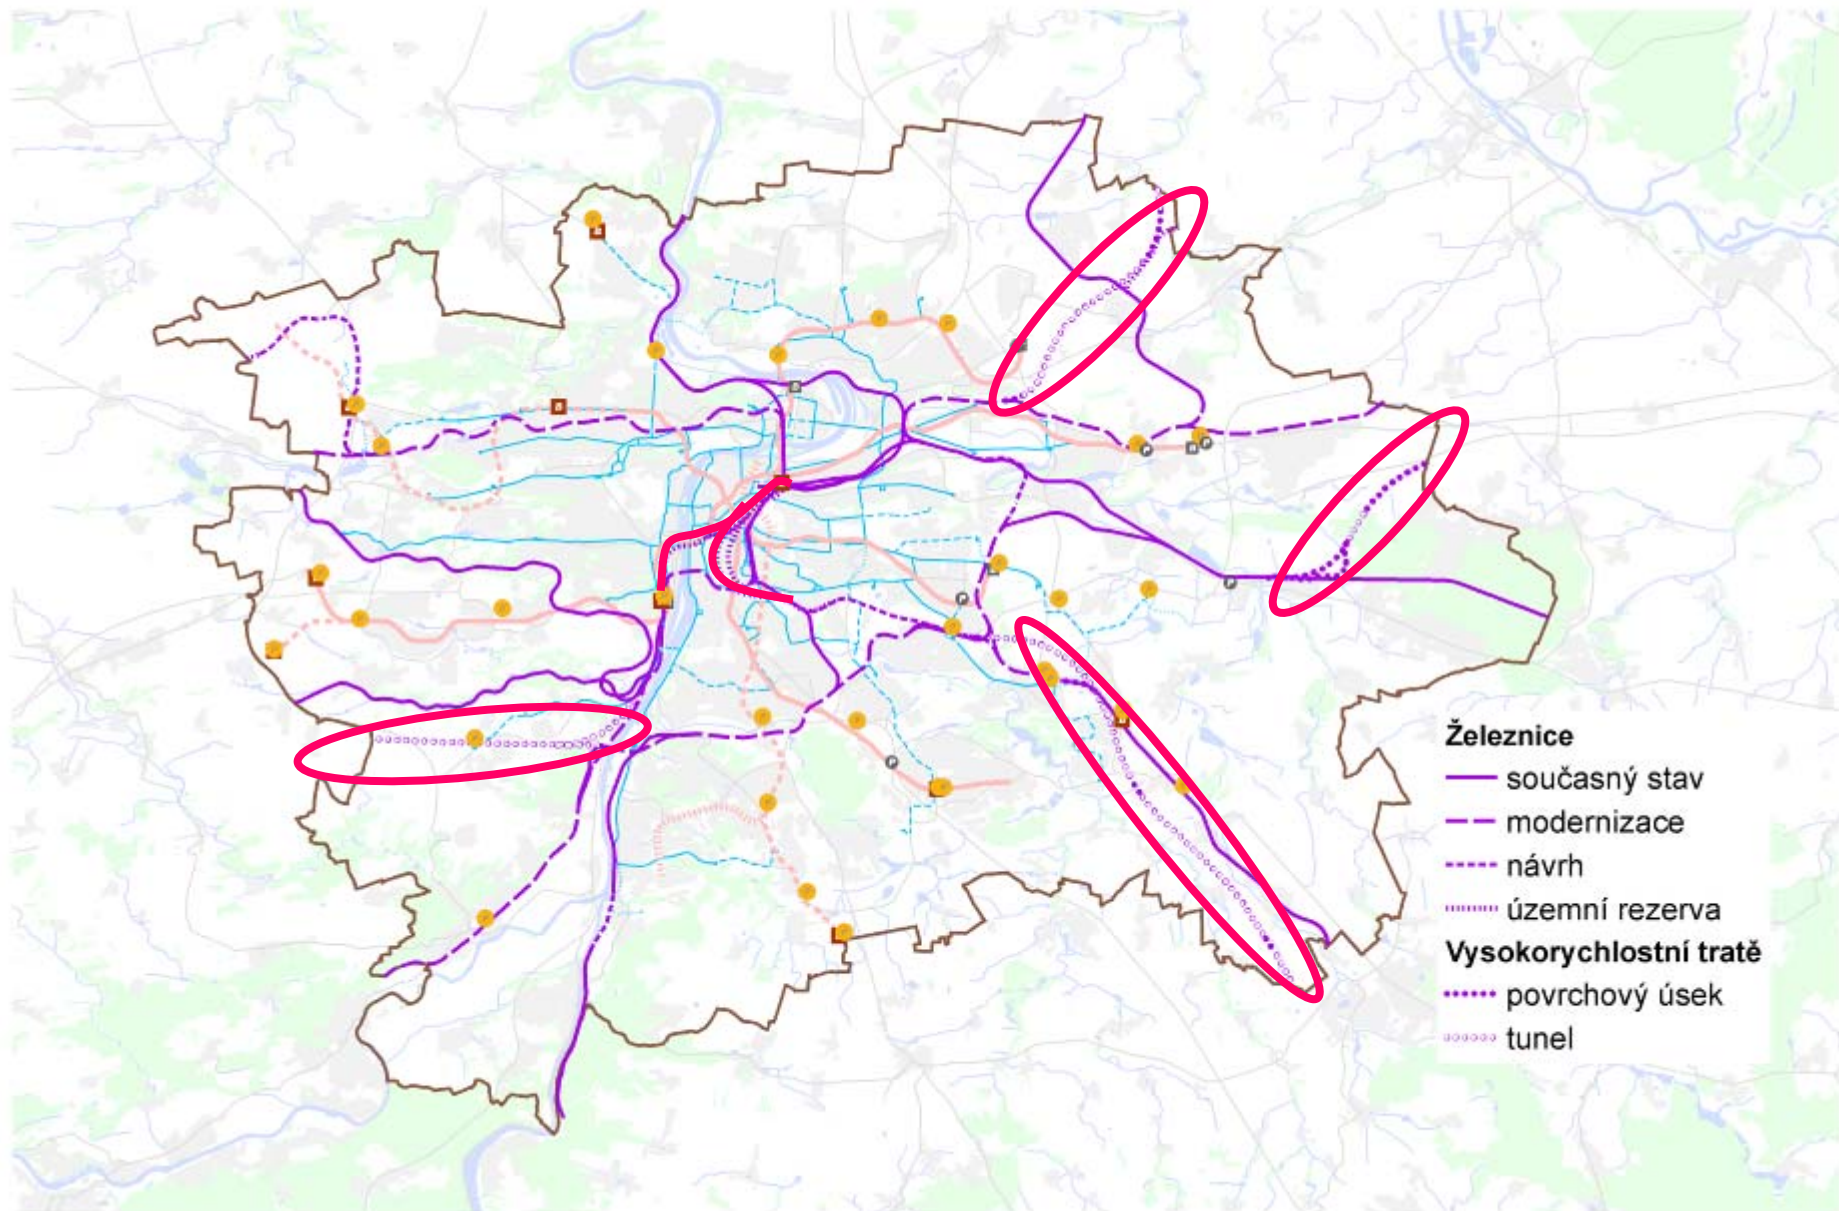 Železnice
současný stav
modernizace
návrh
územní rezerva
Vysokorychlostní tratě
povrchový úsek
tunel